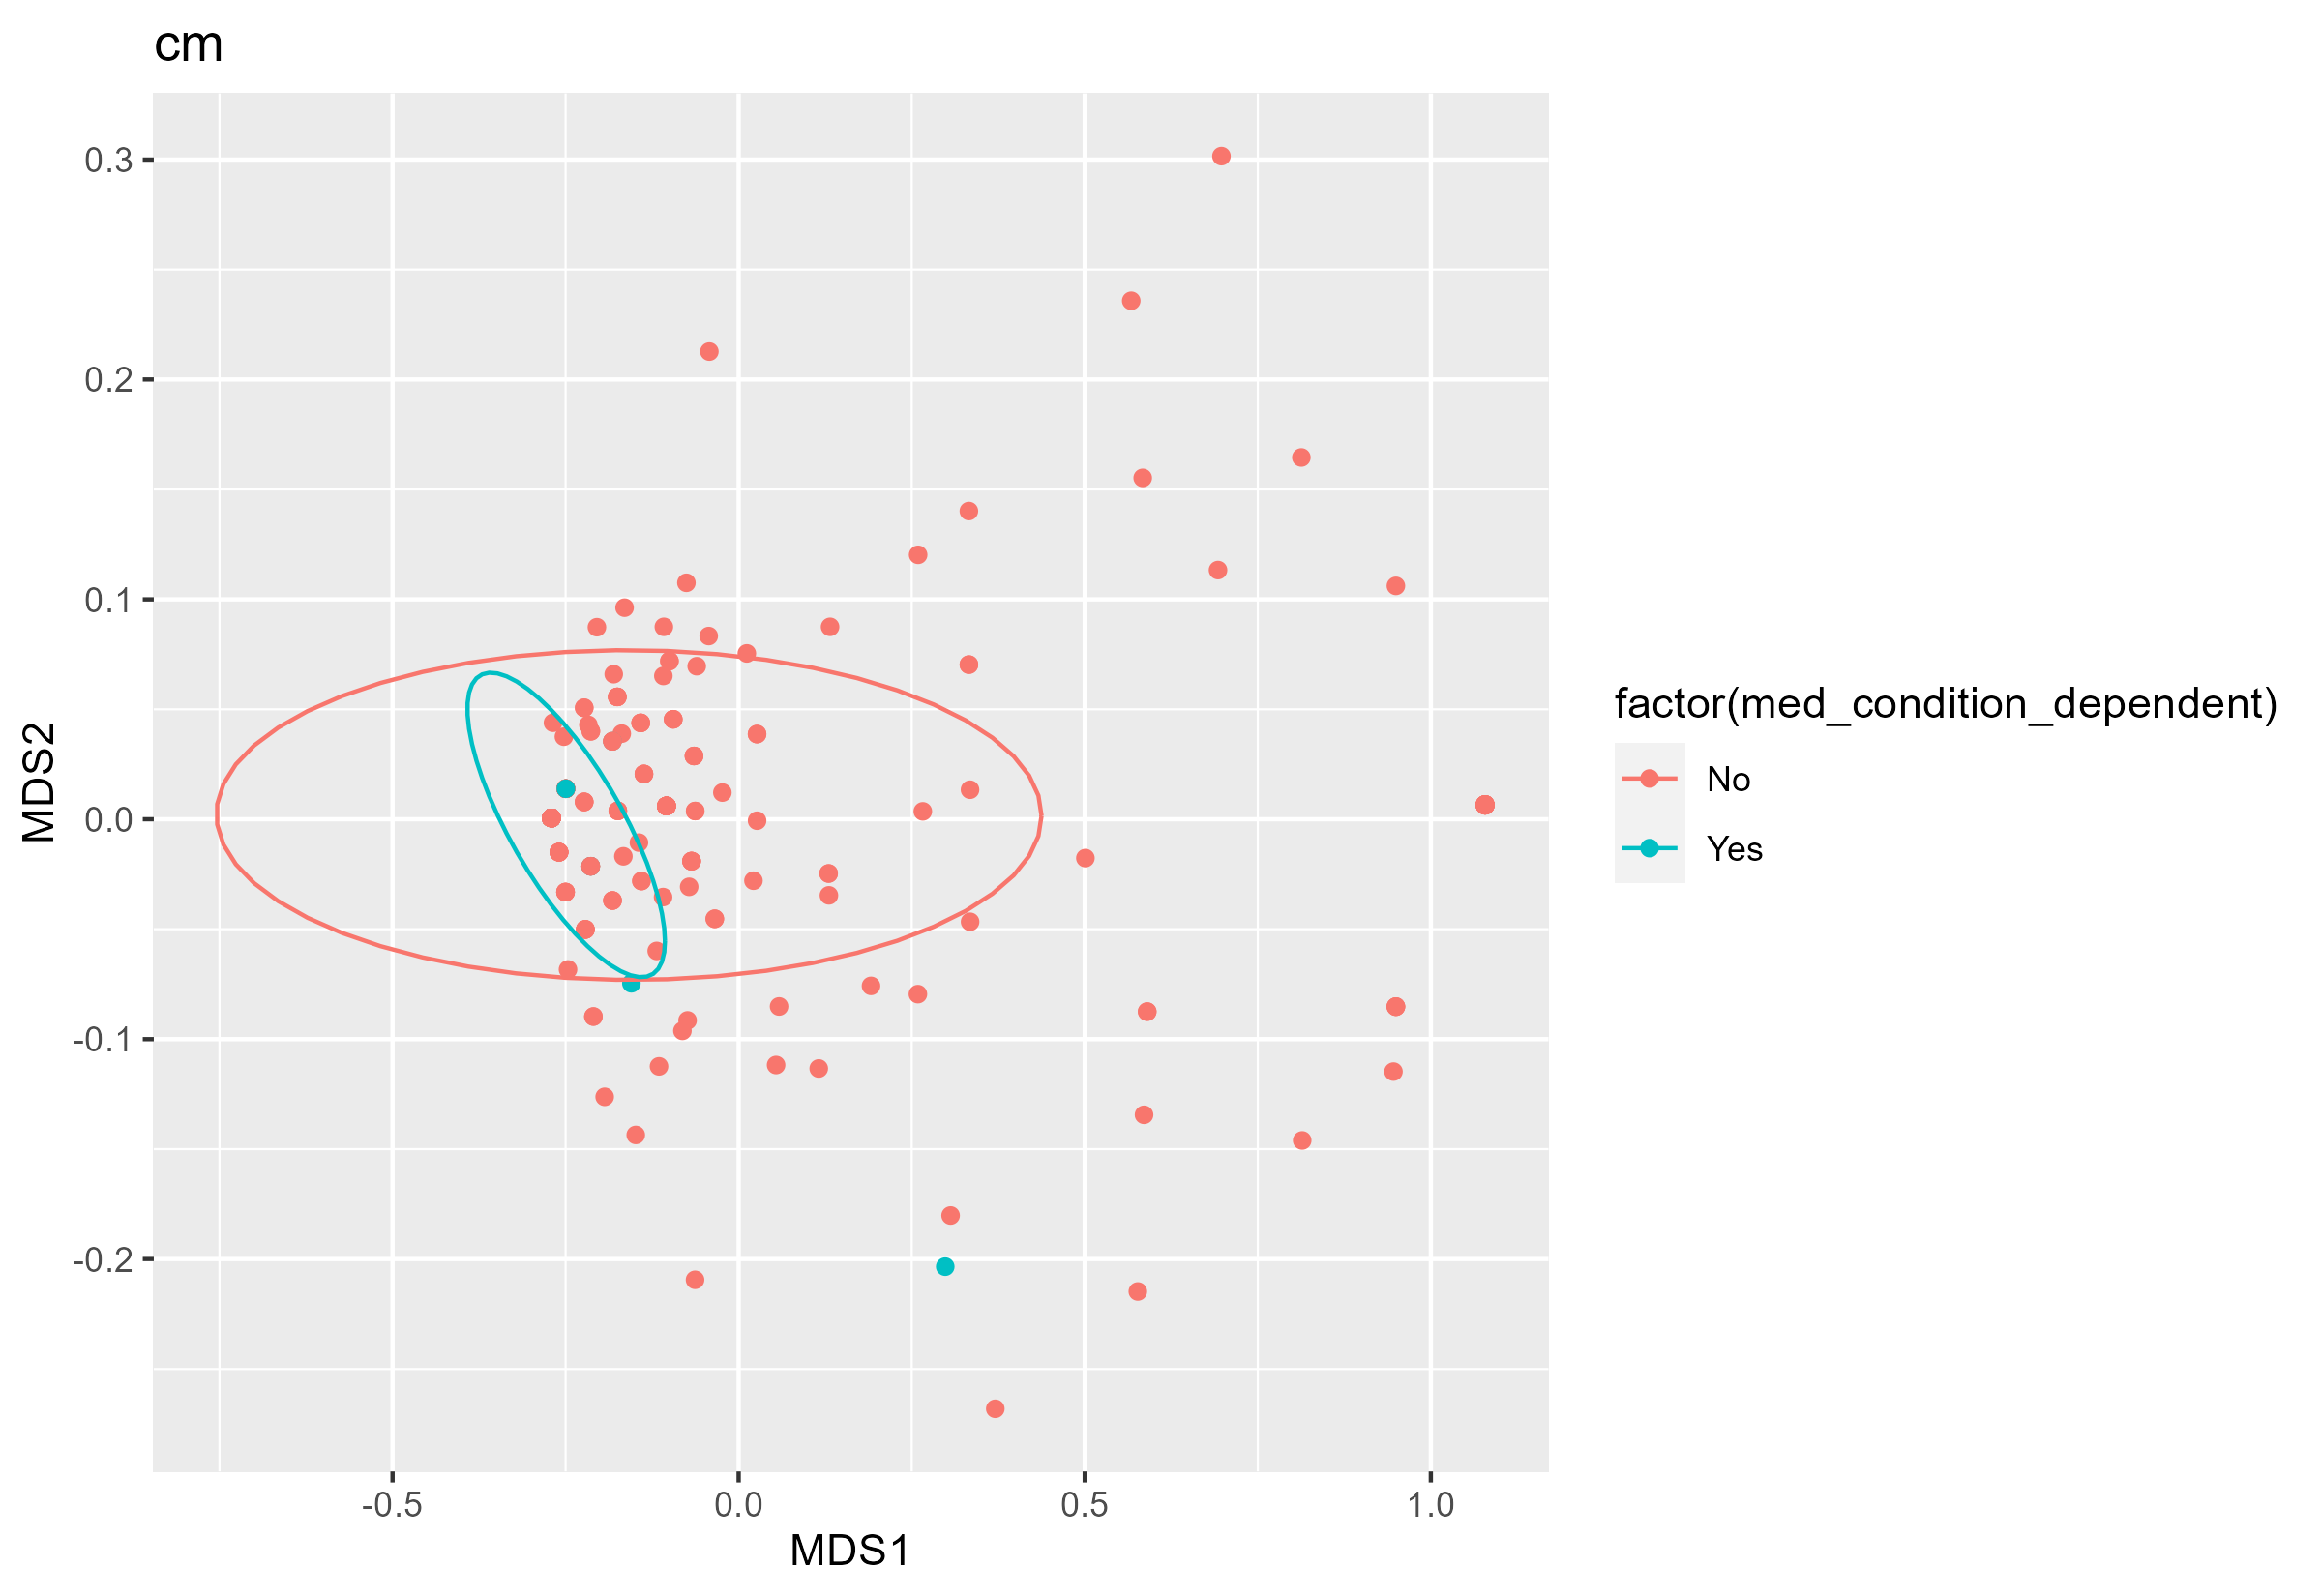 cm
0.3
0.2
0.1
0.0
-0.1
-0.2
MDS2
-0.5 0.0 0.5 1.0
MDS1
factor(med_condition_dependent)
No
Yes